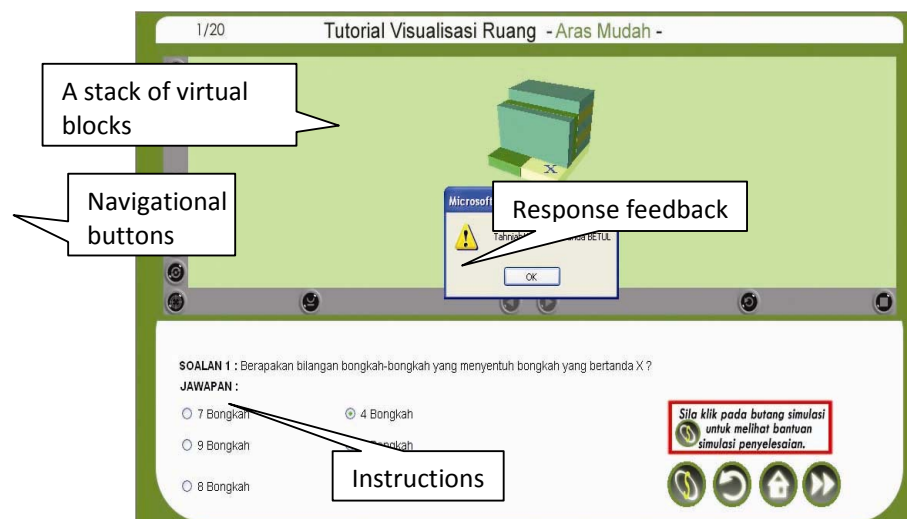 1/20
Tutorial Visualisasi Ruang - Aras Mudah -
A stack of virtual
blocks
X
Navigational
buttons
Microsoft
Response feedback
BETUL
OK
SOALAN 1 : Berapakan bilangan bongkah-bongkah yang menyentuh bongkah yang bertanda X ?
JAWAPAN :
7 Bongkah
4 Bongkah
9 Bongkah
Bongkah
8 Bongkah
Instructions
Sila klik pada butang simulasi
untuk melihat bantuan
simulasi penyelesaian.